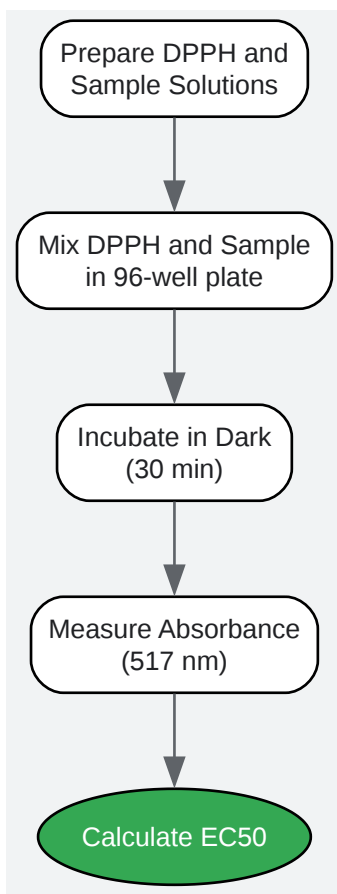 Prepare DPPH and
Sample Solutions
Mix DPPH and Sample
in 96-well plate
Incubate in Dark
(30 min)
Measure Absorbance
(517 nm)
Calculate EC50